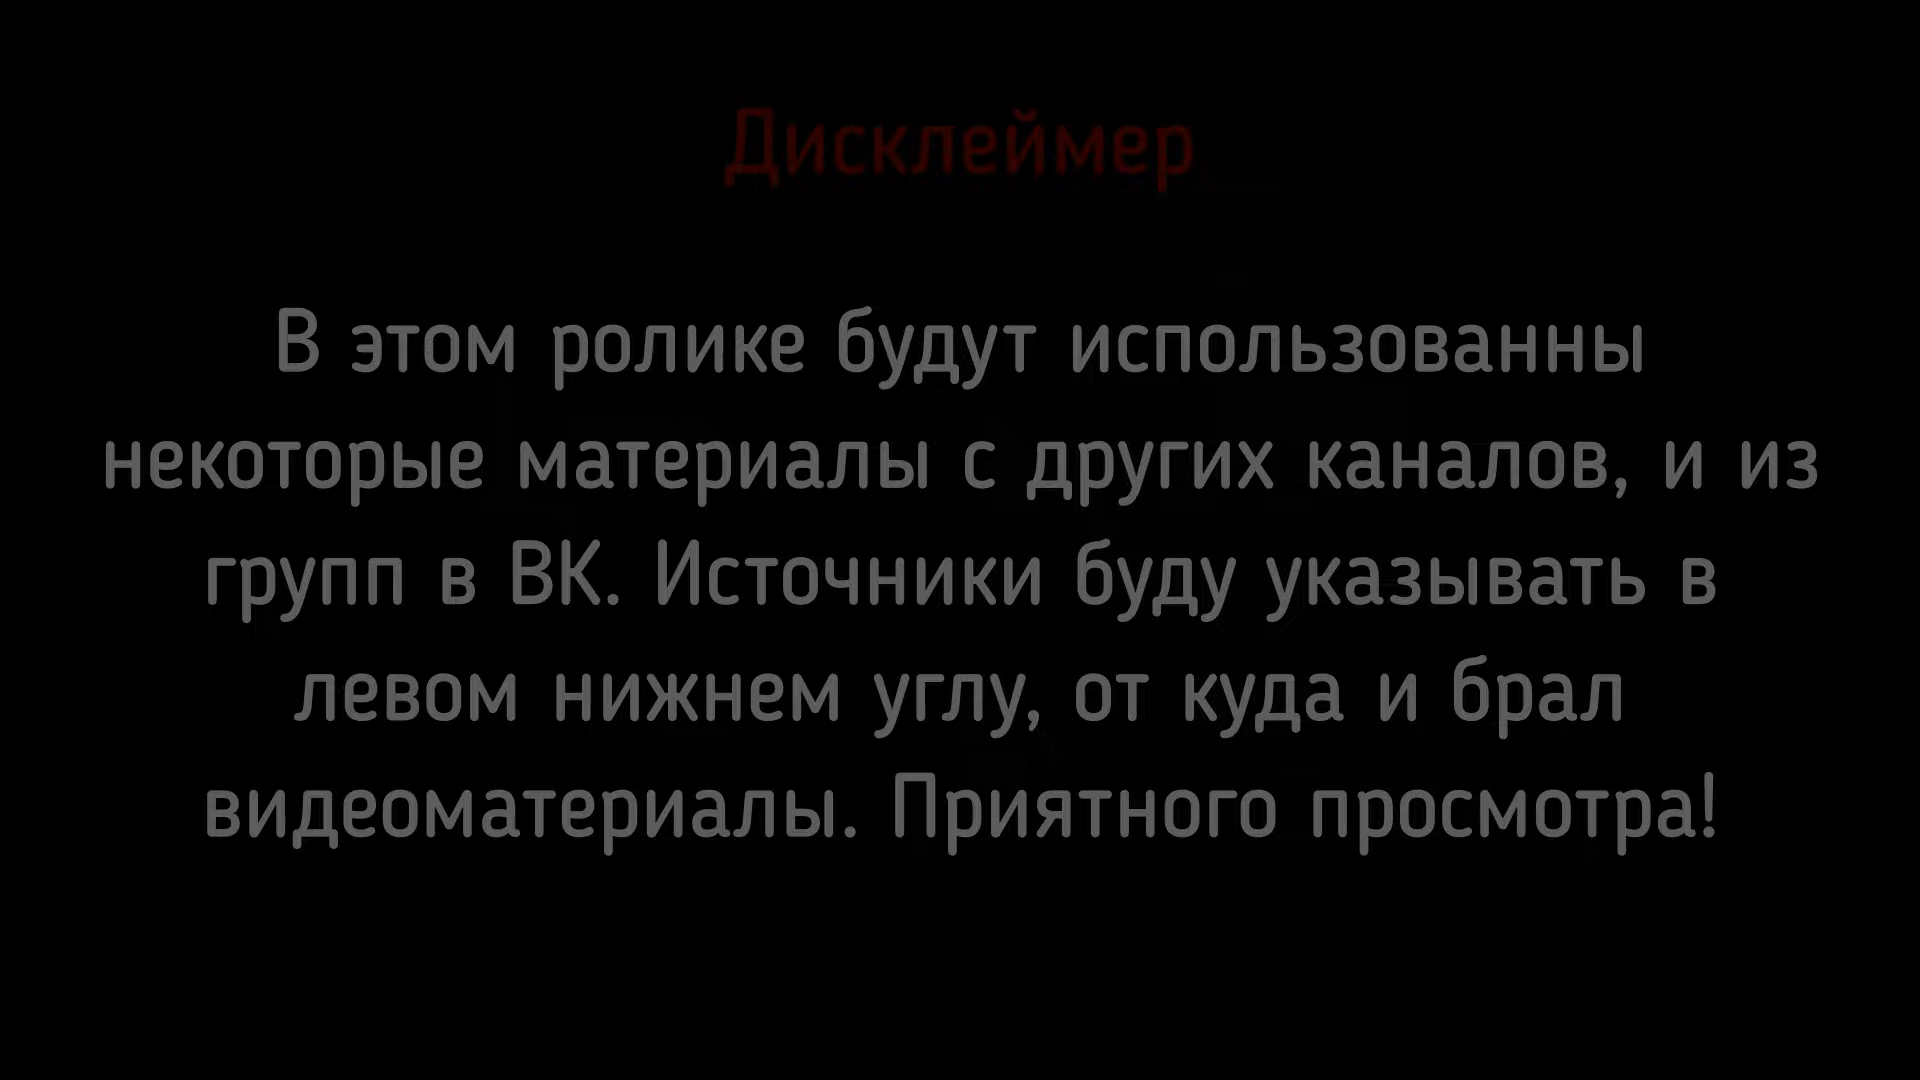 Дисклеймер
В этом ролике будут использованны
некоторые материалы с других каналов, и из
групп в ВК. Источники буду указывать в
левом нижнем углу, от куда и брал
видеоматериалы. Приятного просмотра!